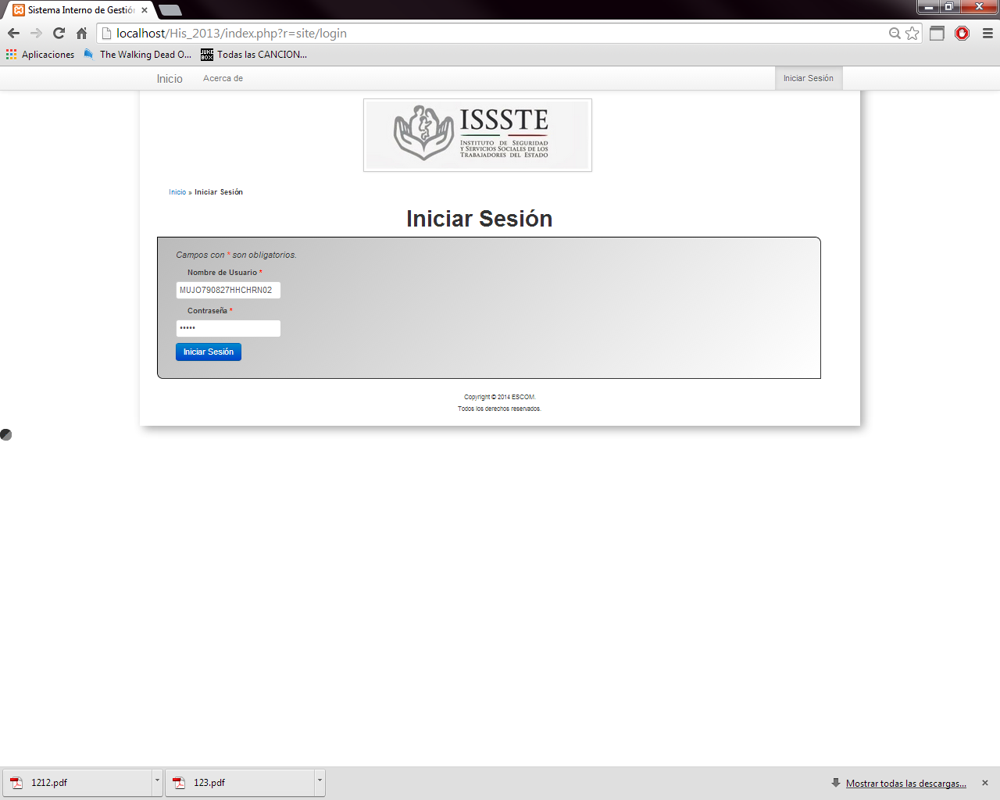 Sistema Interno de Gestión
localhost/His_2013/index.php?r=site/login
Aplicaciones
The Walking Dead O...
JUKE BOX
Todas las CANCION...
Inicio
Acerca de
Iniciar Sesión
ISSSTE
INSTITUTO DE SEGURIDAD
Y SERVICIOS SOCIALES DE LOS
TRABAJADORES DEL ESTADO
Inicio » Iniciar Sesión
Iniciar Sesión
Campos con * son obligatorios.
Nombre de Usuario *
MUJO790827HHCHRN02
Contraseña *
•••••
Iniciar Sesión
Copyright © 2014 ESCOM.
Todos los derechos reservados.
1212.pdf
123.pdf
Mostrar todas las descargas...